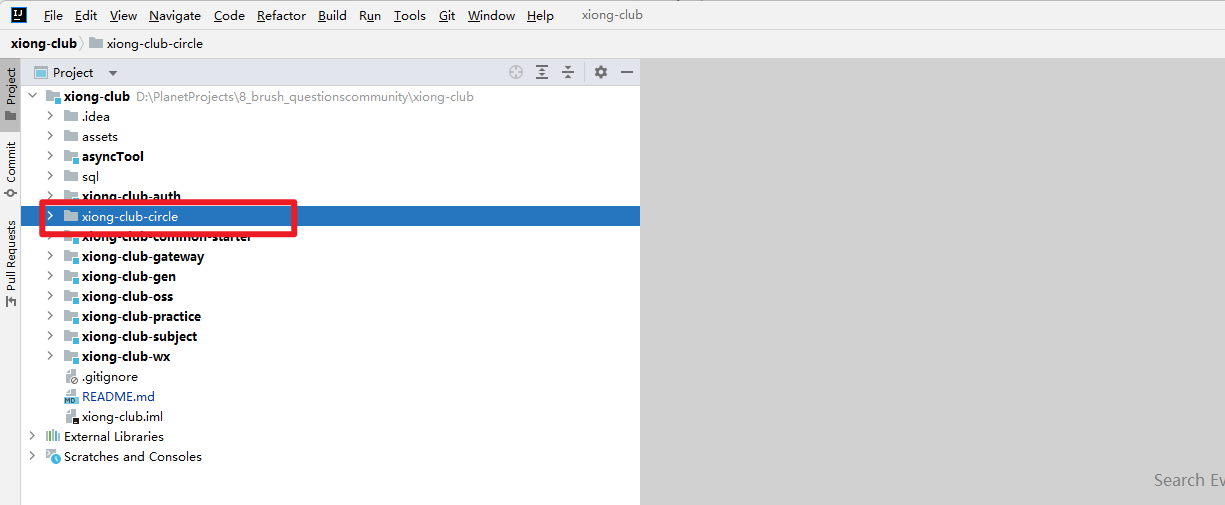 File Edit View Navigate Code Refactor Build Run Tools Git Window Help xiong-club
xiong-club xiong-club-circle
Project
Project
Commit
Pull Requests
xiong-club D:\PlanetProjects\8_brush_questionscommunity\xiong-club
.idea
assets
asyncTool
sql
xiong-club-auth
xiong-club-circle
xiong-club-common-starter
xiong-club-gateway
xiong-club-gen
xiong-club-oss
xiong-club-practice
xiong-club-subject
xiong-club-wx
.gitignore
README.md
xiong-club.iml
External Libraries
Scratches and Consoles
Search Ev